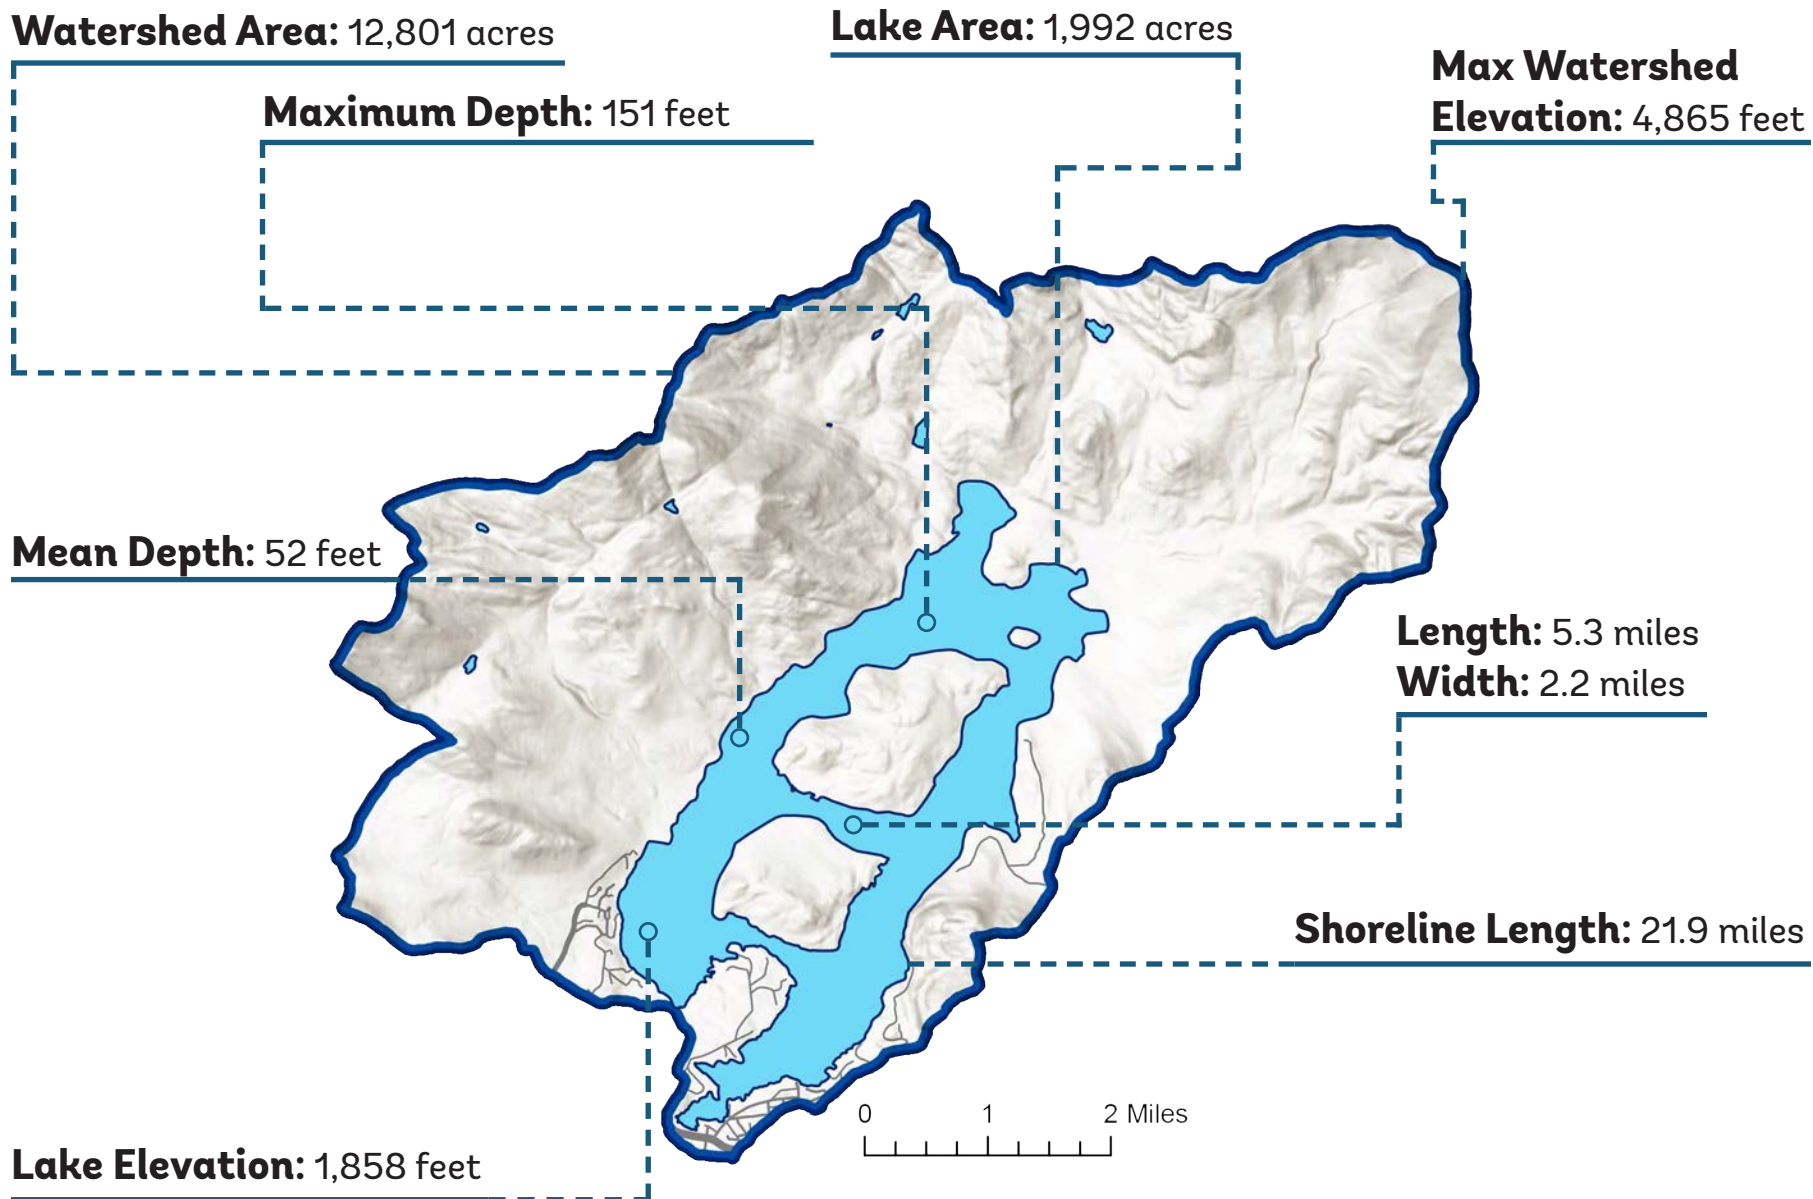 Watershed Area: 12,801 acres
Lake Area: 1,992 acres
Max Watershed
Elevation: 4,865 feet
Maximum Depth: 151 feet
Mean Depth: 52 feet
Length: 5.3 miles
Width: 2.2 miles
Shoreline Length: 21.9 miles
0 1 2 Miles
Lake Elevation: 1,858 feet